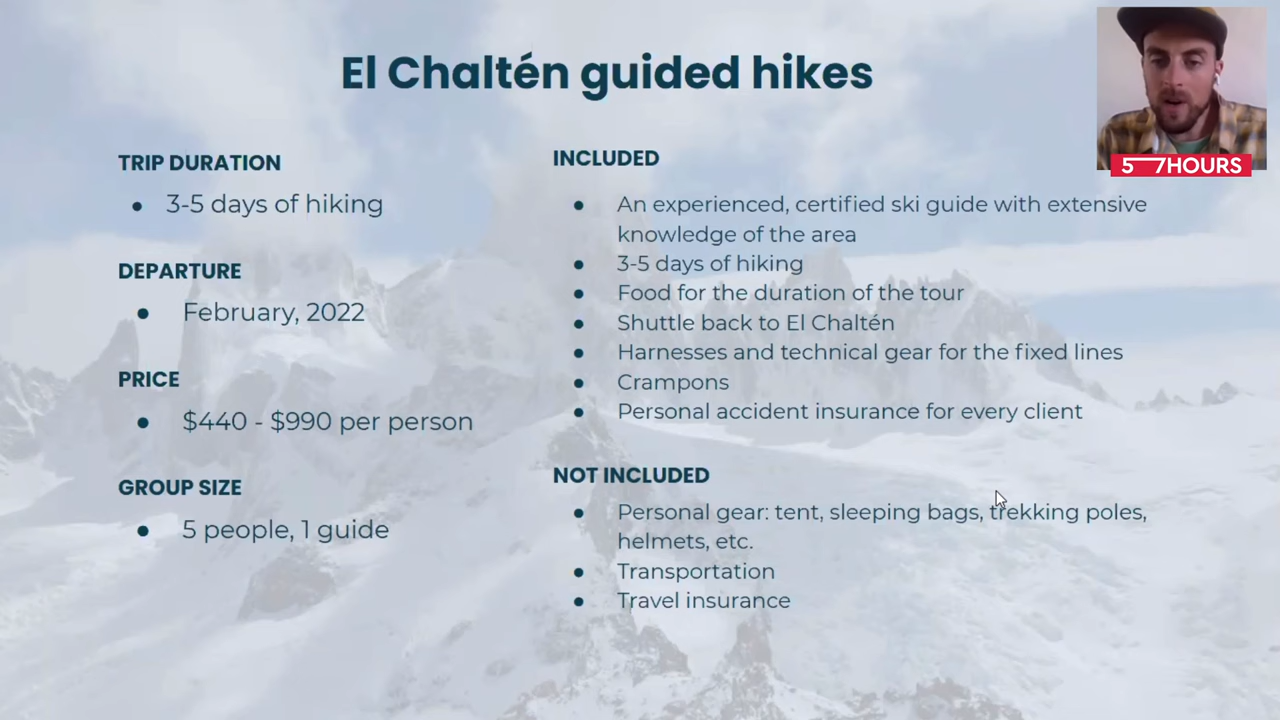 El Chaltén guided hikes
57HOURS
TRIP DURATION
● 3-5 days of hiking
DEPARTURE
● February, 2022
PRICE
● $440 - $990 per person
GROUP SIZE
● 5 people, 1 guide
INCLUDED
● An experienced, certified ski guide with extensive
knowledge of the area
● 3-5 days of hiking
● Food for the duration of the tour
● Shuttle back to El Chaltén
● Harnesses and technical gear for the fixed lines
● Crampons
● Personal accident insurance for every client
NOT INCLUDED
● Personal gear: tent, sleeping bags, trekking poles,
helmets, etc.
● Transportation
● Travel insurance